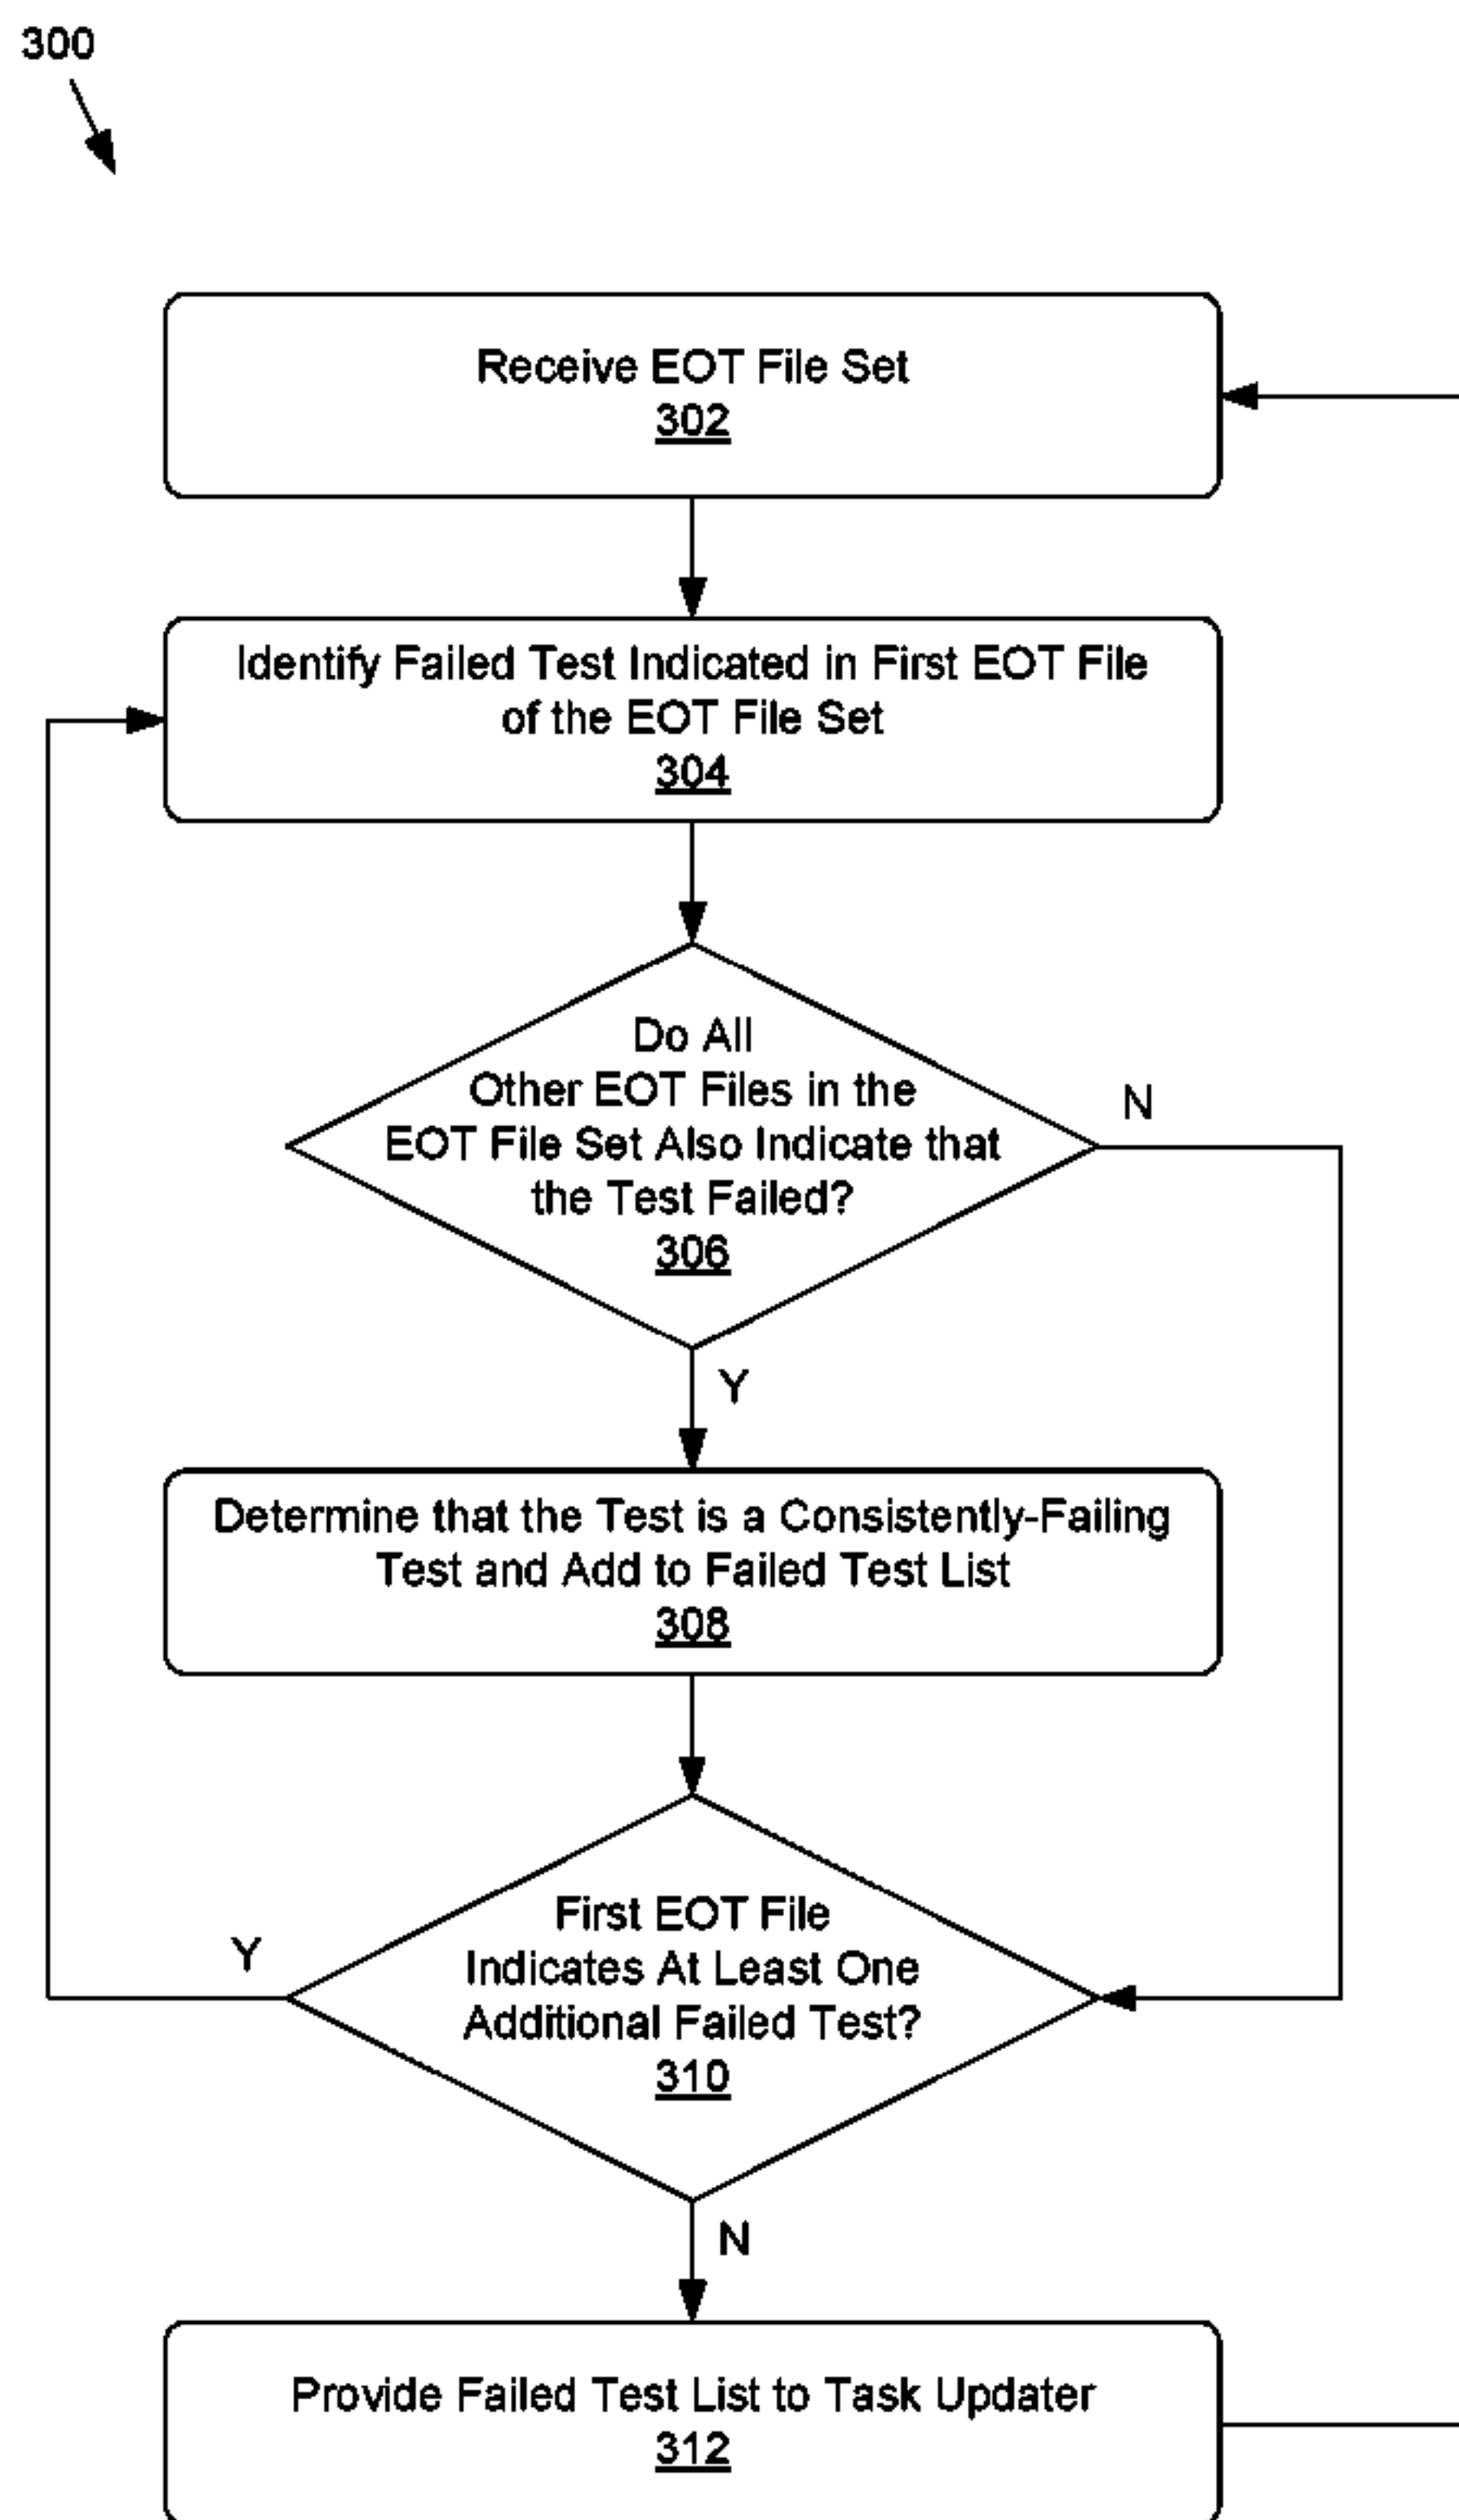 300
Receive EOT File Set
302
Identify Failed Test Indicated in First EOT File
of the EOT File Set
304
Do All
Other EOT Files in the
EOT File Set Also Indicate that
the Test Failed?
306
N
Y
Determine that the Test is a Consistently-Failing
Test and Add to Failed Test List
308
First EOT File
Indicates At Least One
Additional Failed Test?
310
Y
N
Provide Failed Test List to Task Updater
312